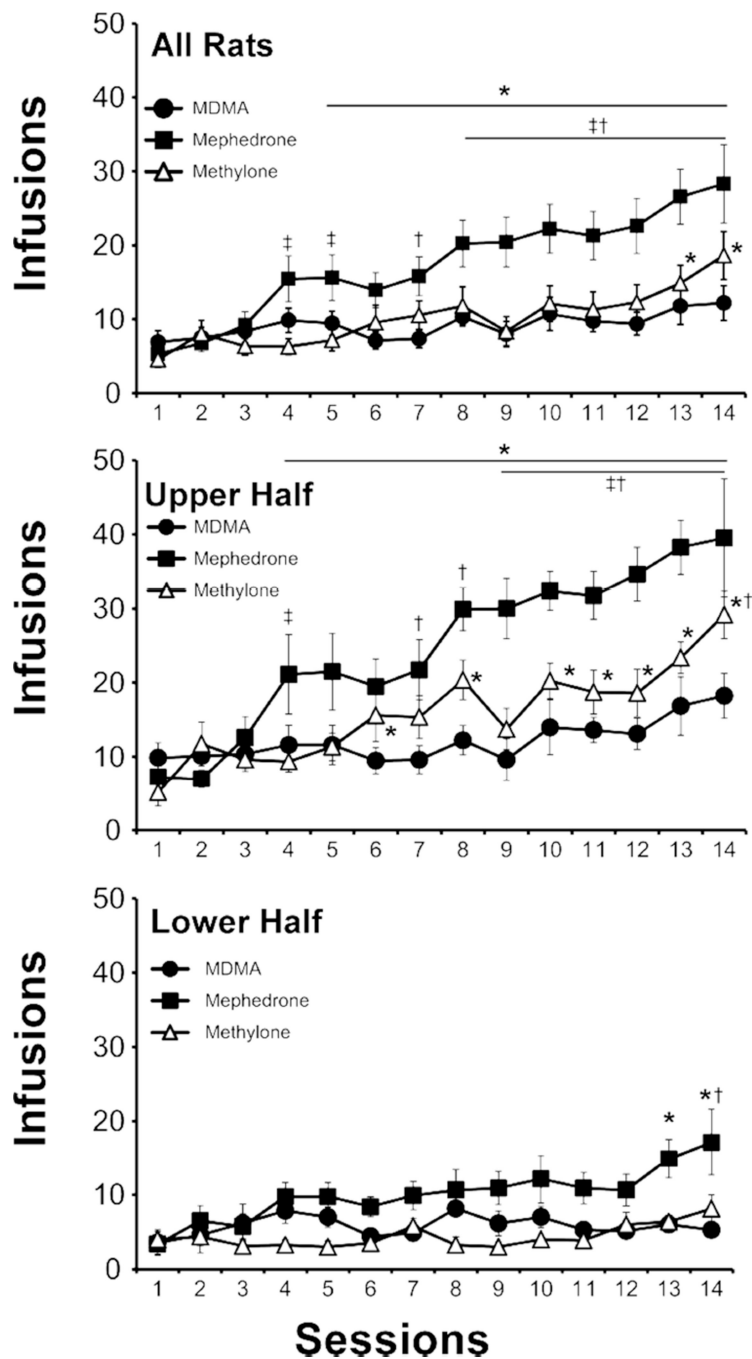 50
All Rats
40
*
MDMA
‡†
Mephedrone
30
Methylone
Infusions
‡ ‡ †
20
* *
10
0
1 2 3 4 5 6 7 8 9 10 11 12 13 14
50
*
Upper Half
‡†
MDMA
40
Mephedrone
†
Methylone
30
*†
‡ †
*
20
* * * *
Infusions
*
10
0
1 2 3 4 5 6 7 8 9 10 11 12 13 14
50
Lower Half
40
MDMA
Mephedrone
Methylone
30
Infusions
20
* *†
10
0
1 2 3 4 5 6 7 8 9 10 11 12 13 14
Sessions